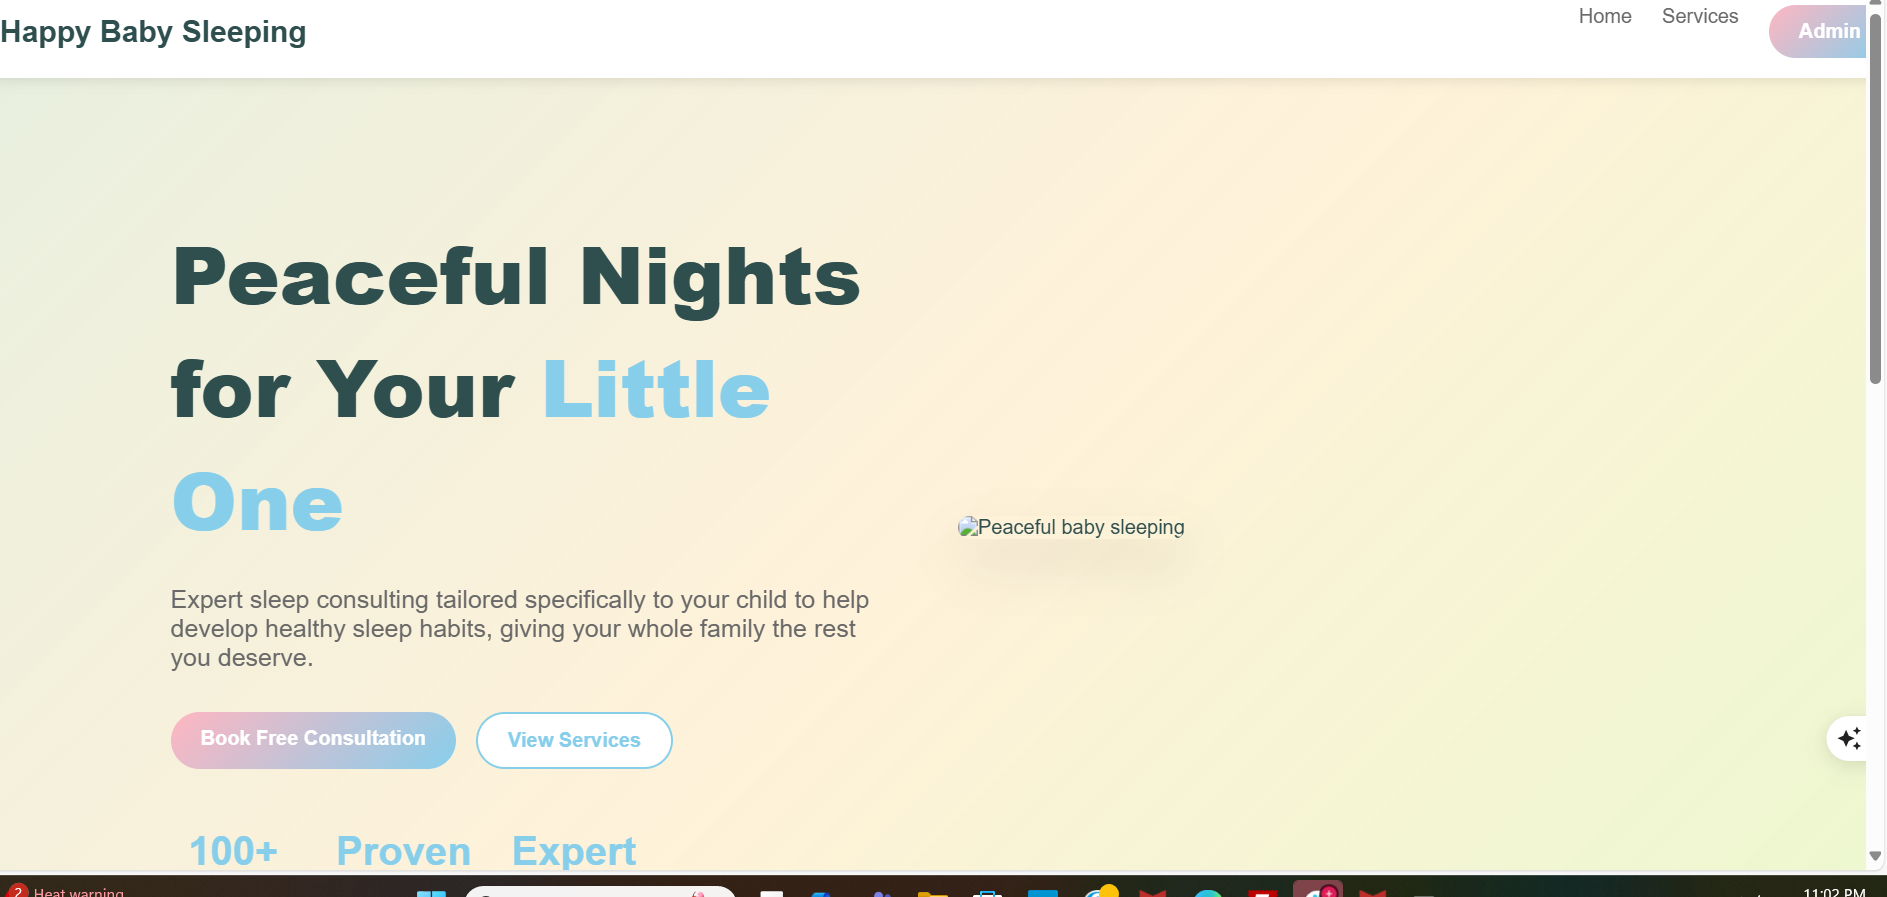 Happy Baby Sleeping
Home Services Admin
Peaceful Nights
for Your Little
One
Peaceful baby sleeping
Expert sleep consulting tailored specifically to your child to help
develop healthy sleep habits, giving your whole family the rest
you deserve.
Book Free Consultation
View Services
100+ Proven Expert
2 Heat warning
11:02 PM